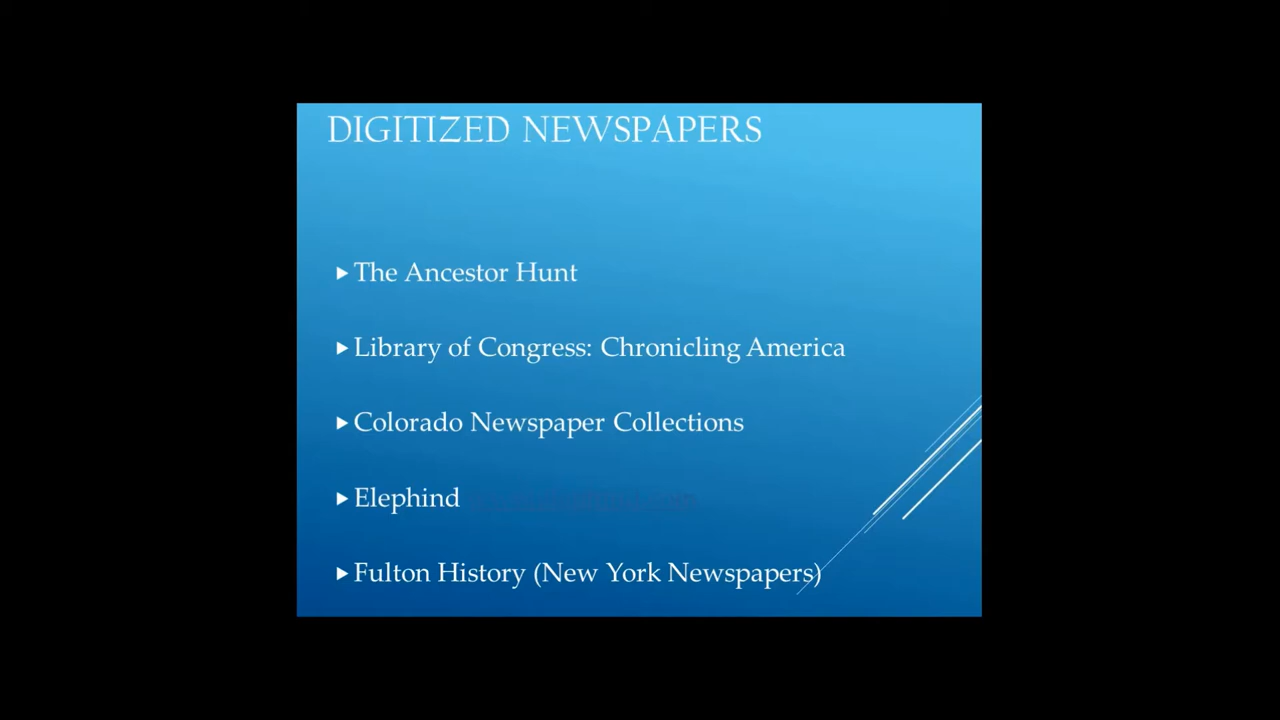 DIGITIZED NEWSPAPERS
The Ancestor Hunt
Library of Congress: Chronicling America
Colorado Newspaper Collections
Elephind
Fulton History (New York Newspapers)